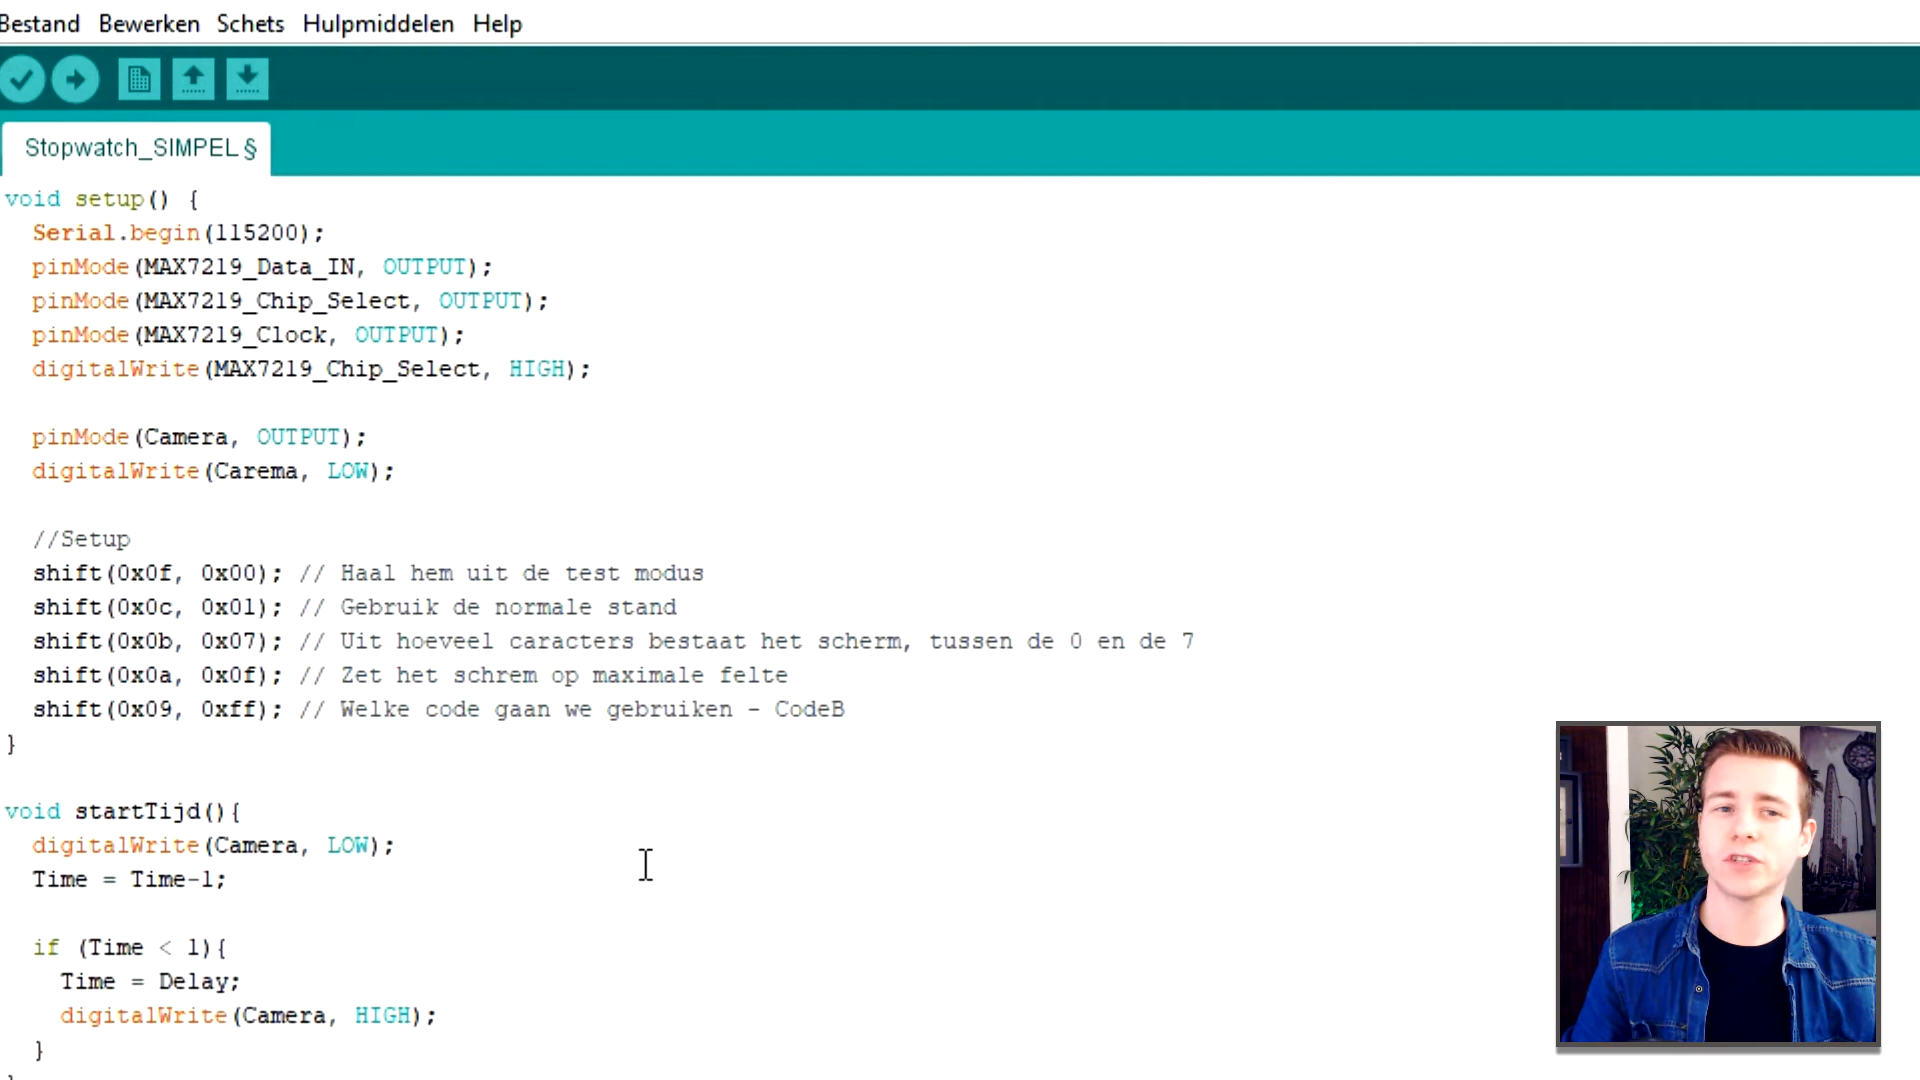 Bestand Bewerken Schets Hulpmiddelen Help
Stopwatch_SIMPEL §
void setup() {
Serial.begin(115200);
pinMode(MAX7219_Data_IN, OUTPUT);
pinMode(MAX7219_Chip_Select, OUTPUT);
pinMode(MAX7219_Clock, OUTPUT);
digitalWrite(MAX7219_Chip_Select, HIGH);
pinMode(Camera, OUTPUT);
digitalWrite(Carema, LOW);
//Setup
shift(0x0f, 0x00); // Haal hem uit de test modus
shift(0x0c, 0x01); // Gebruik de normale stand
shift(0x0b, 0x07); // Uit hoeveel caracters bestaat het scherm, tussen de 0 en de 7
shift(0x0a, 0x0f); // Zet het schrem op maximale felte
shift(0x09, 0xff); // Welke code gaan we gebruiken - CodeB
}
void startTijd(){
digitalWrite(Camera, LOW);
Time = Time-1;
if (Time < 1){
Time = Delay;
digitalWrite(Camera, HIGH);
}